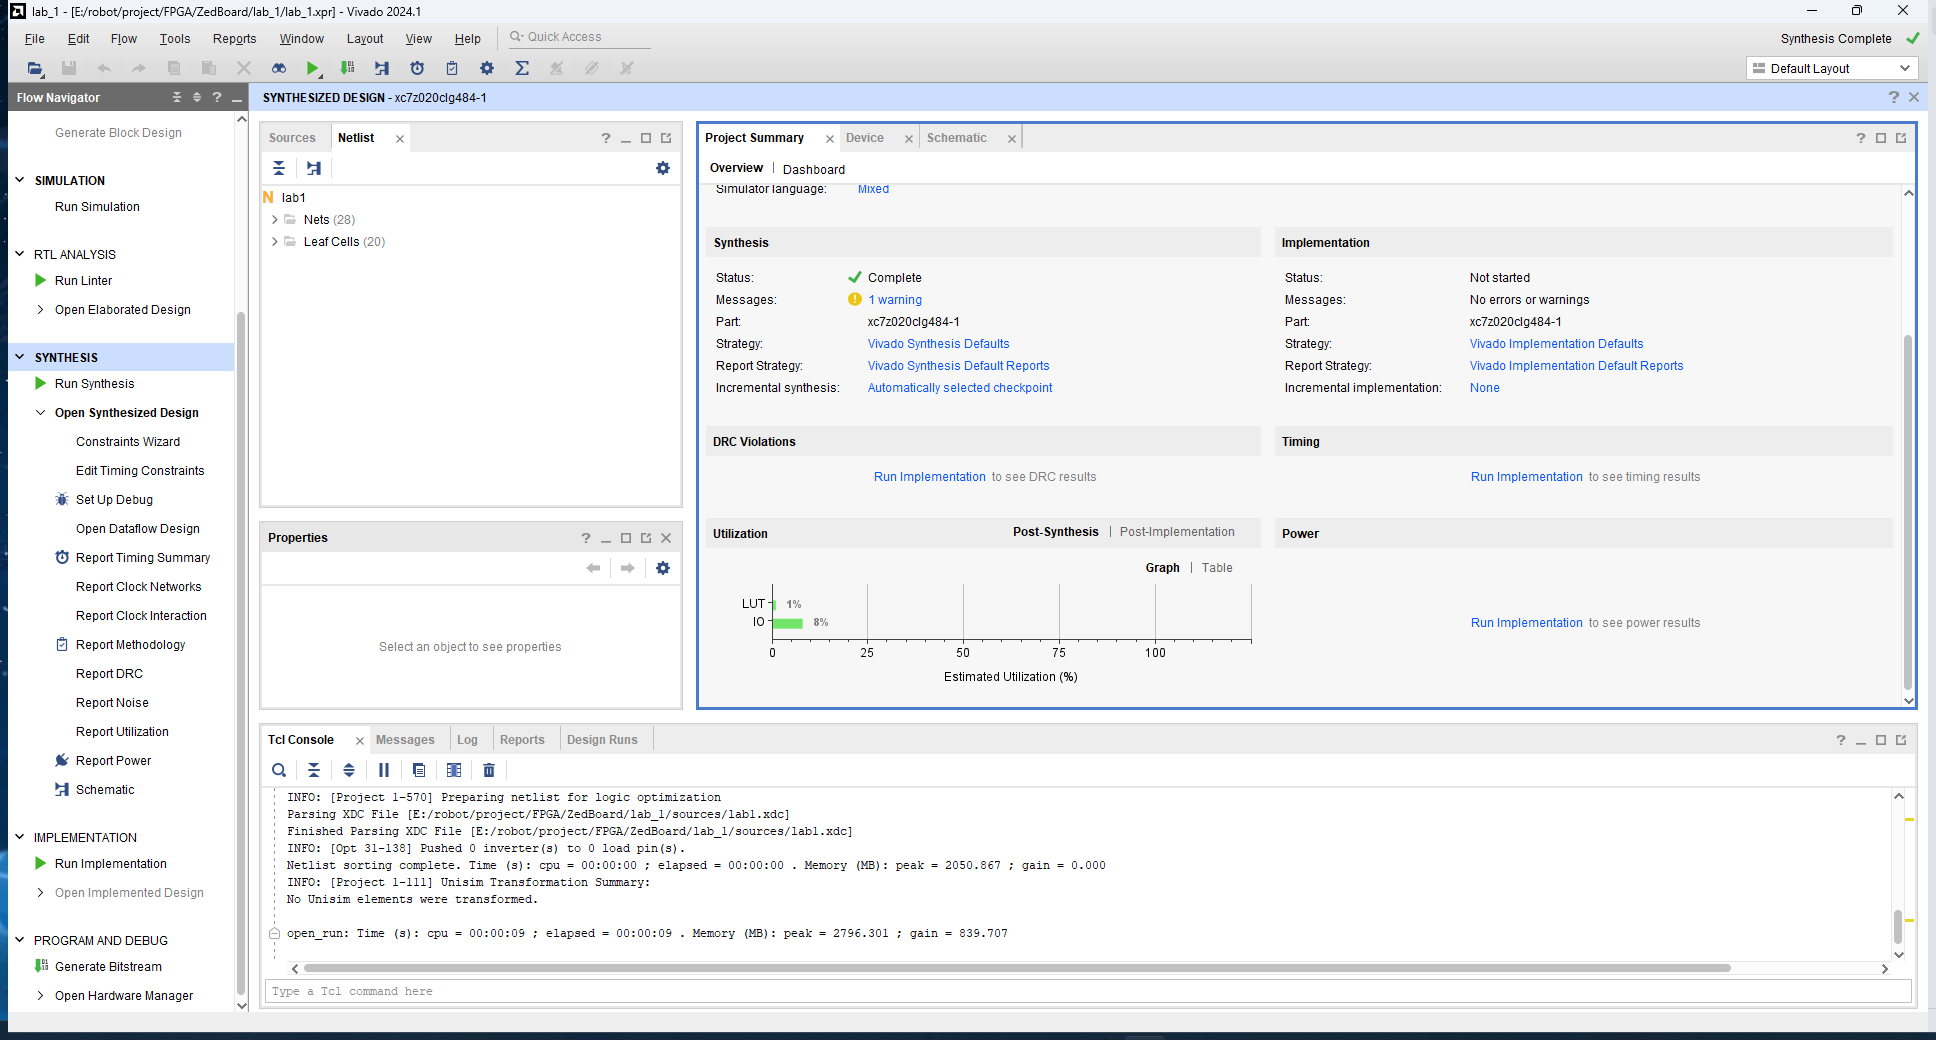 lab_1 - [E:/robot/project/FPGA/ZedBoard/lab_1/lab_1.xpr] - Vivado 2024.1
File Edit Flow Tools Reports Window Layout View Help Quick Access
Synthesis Complete
Default Layout
Flow Navigator
Generate Block Design
SIMULATION
Run Simulation
RTL ANALYSIS
Run Linter
Open Elaborated Design
SYNTHESIS
Run Synthesis
Open Synthesized Design
Constraints Wizard
Edit Timing Constraints
Set Up Debug
Open Dataflow Design
Report Timing Summary
Report Clock Networks
Report Clock Interaction
Report Methodology
Report DRC
Report Noise
Report Utilization
Report Power
Schematic
IMPLEMENTATION
Run Implementation
Open Implemented Design
PROGRAM AND DEBUG
Generate Bitstream
Open Hardware Manager
SYNTHESIZED DESIGN - xc7z020clg484-1
Sources Netlist
N lab1
Nets (28)
Leaf Cells (20)
Properties
Select an object to see properties
Project Summary Device Schematic
Overview | Dashboard
Simulator language: Mixed
Synthesis
Status: Complete
Messages: 1 warning
Part: xc7z020clg484-1
Strategy: Vivado Synthesis Defaults
Report Strategy: Vivado Synthesis Default Reports
Incremental synthesis: Automatically selected checkpoint
Implementation
Status: Not started
Messages: No errors or warnings
Part: xc7z020clg484-1
Strategy: Vivado Implementation Defaults
Report Strategy: Vivado Implementation Default Reports
Incremental implementation: None
DRC Violations
Run Implementation to see DRC results
Timing
Run Implementation to see timing results
Utilization Post-Synthesis | Post-Implementation
Graph | Table
LUT 1%
IO 8%
0 25 50 75 100
Estimated Utilization (%)
Power
Run Implementation to see power results
Tcl Console Messages Log Reports Design Runs
INFO: [Project 1-570] Preparing netlist for logic optimization
Parsing XDC File [E:/robot/project/FPGA/ZedBoard/lab_1/sources/lab1.xdc]
Finished Parsing XDC File [E:/robot/project/FPGA/ZedBoard/lab_1/sources/lab1.xdc]
INFO: [Opt 31-138] Pushed 0 inverter(s) to 0 load pin(s).
Netlist sorting complete. Time (s): cpu = 00:00:00 ; elapsed = 00:00:00 . Memory (MB): peak = 2050.867 ; gain = 0.000
INFO: [Project 1-111] Unisim Transformation Summary:
No Unisim elements were transformed.
open_run: Time (s): cpu = 00:00:09 ; elapsed = 00:00:09 . Memory (MB): peak = 2796.301 ; gain = 839.707
Type a Tcl command here